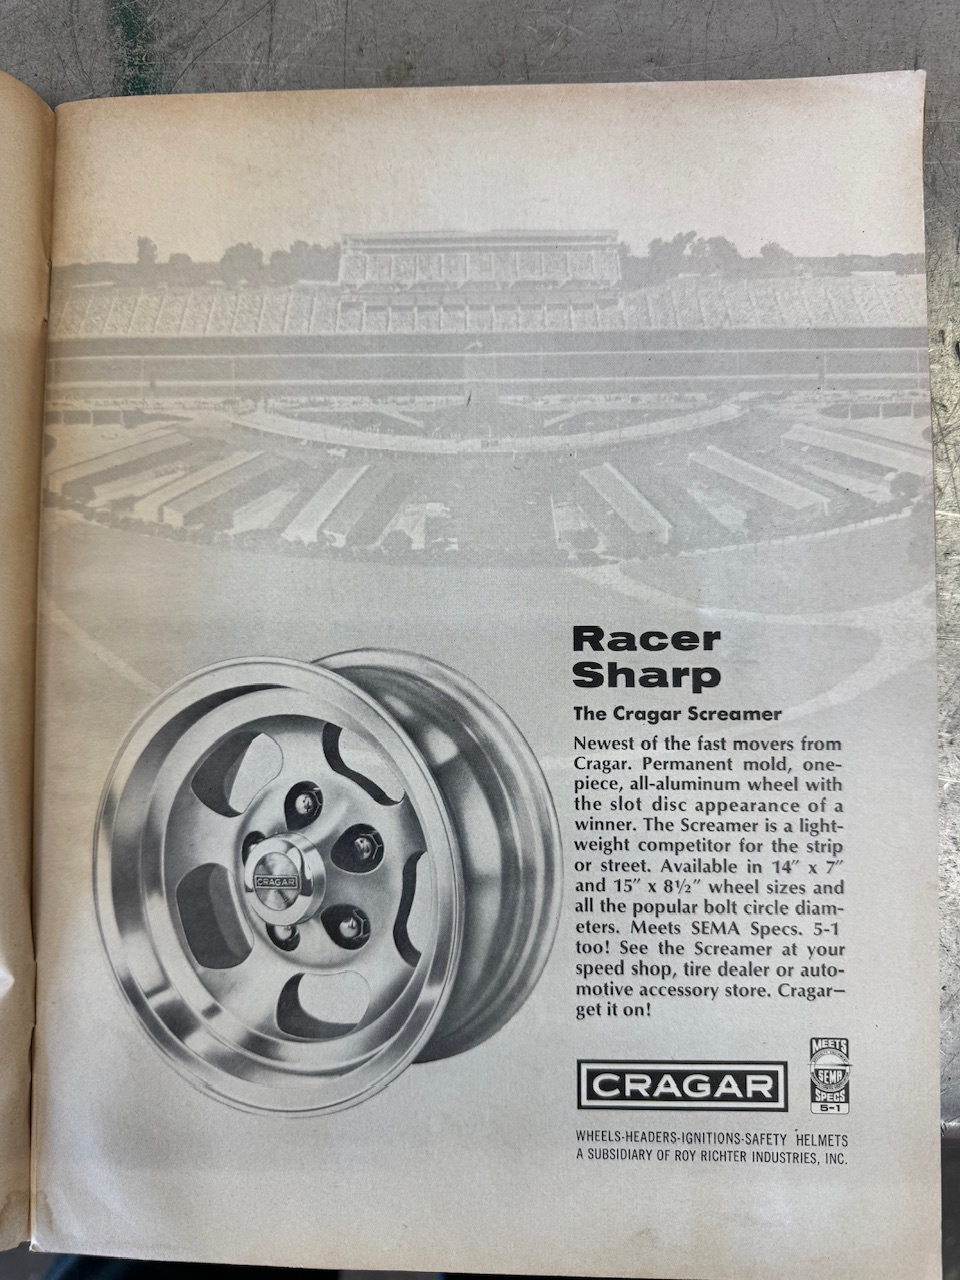 Racer
Sharp
The Cragar Screamer
Newest of the fast movers from
Cragar. Permanent mold, one-
piece, all-aluminum wheel with
the slot disc appearance of a
winner. The Screamer is a light-
weight competitor for the strip
or street. Available in 14″ x 7″
and 15″ x 8½″ wheel sizes and
all the popular bolt circle diam-
eters. Meets SEMA Specs. 5-1
too! See the Screamer at your
speed shop, tire dealer or auto-
motive accessory store. Cragar—
get it on!
CRAGAR
CRAGAR
MEETS
SEMA
SPECS
5-1
WHEELS·HEADERS·IGNITIONS·SAFETY HELMETS
A SUBSIDIARY OF ROY RICHTER INDUSTRIES, INC.